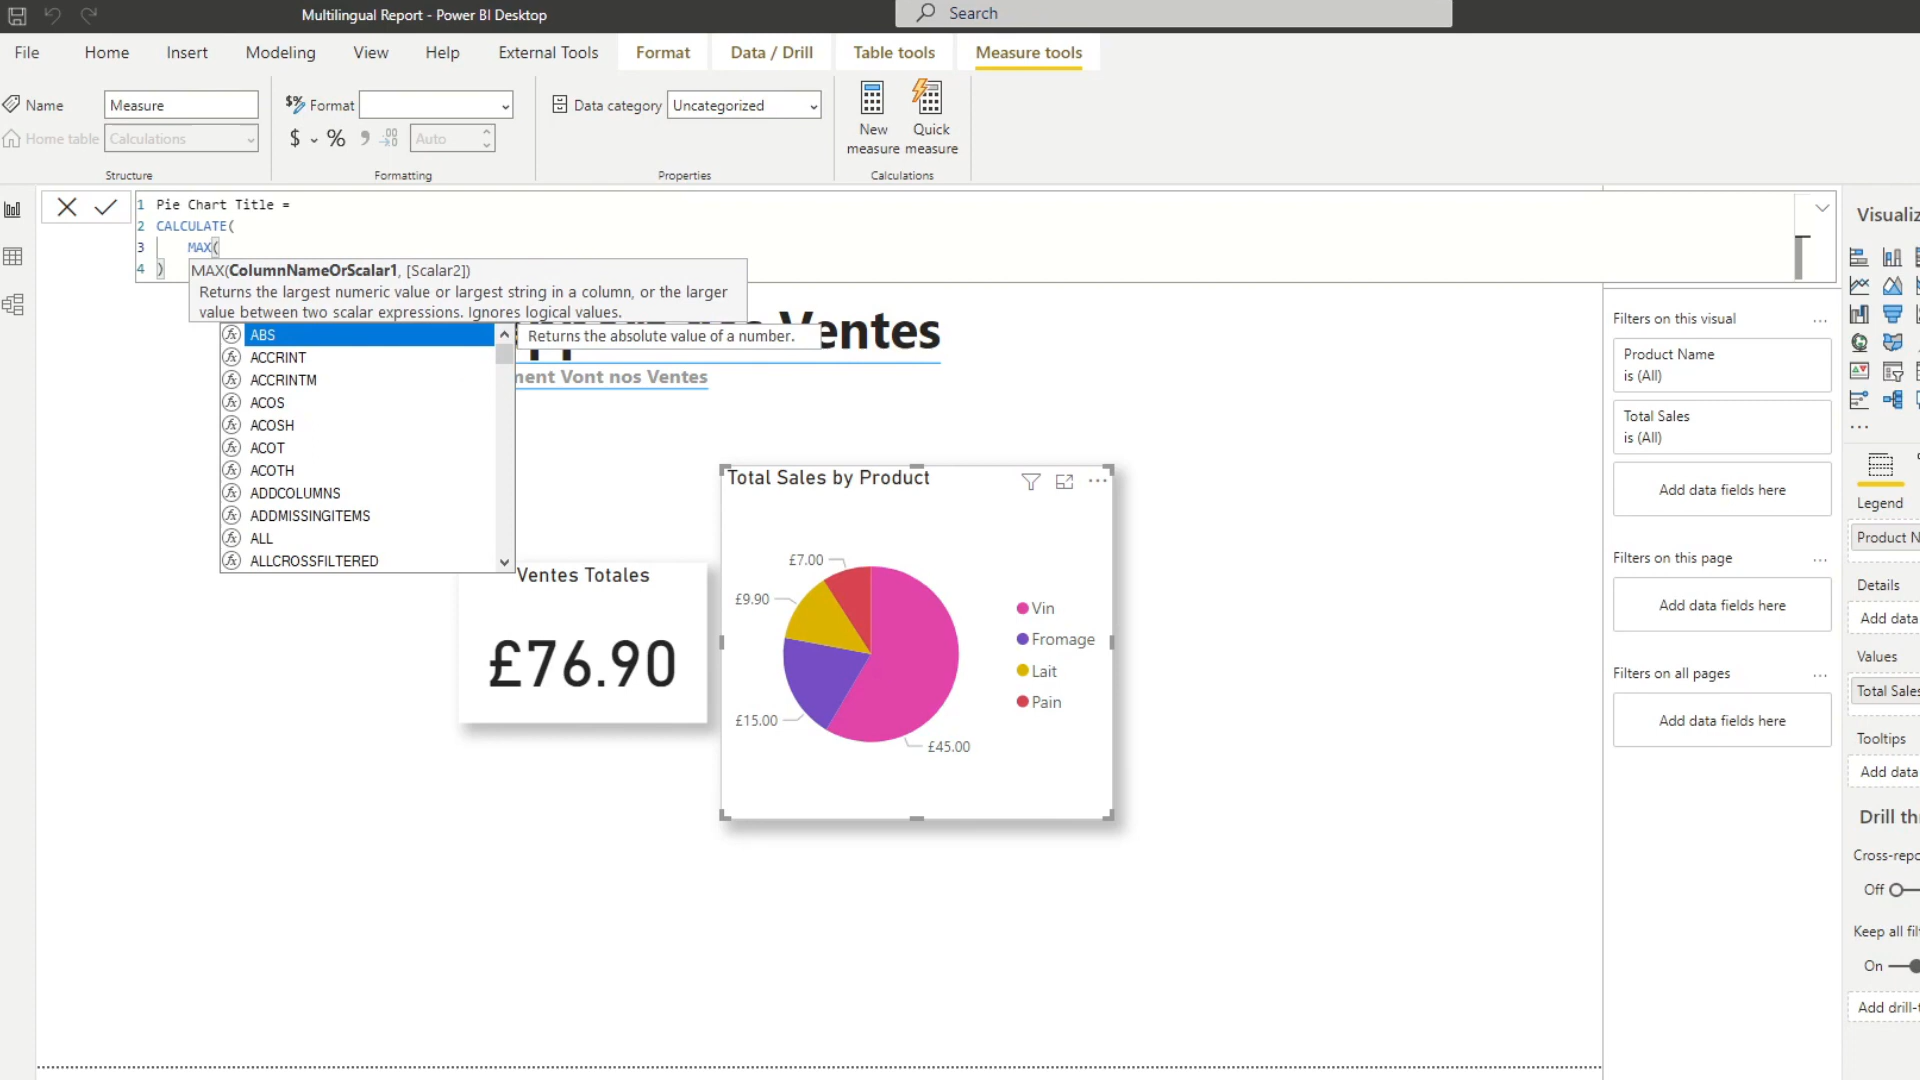 Multilingual Report - Power BI Desktop
Search
File
Home
Insert
Modeling
View
Help
External Tools
Format
Data / Drill
Table tools
Measure tools
Name
Measure
Home table
Calculations
Structure
Format
$
%
Auto
Formatting
Data category
Uncategorized
Properties
New measure
Quick measure
Calculations
1 Pie Chart Title =
2 CALCULATE(
3 MAX(
4 )
MAX(ColumnNameOrScalar1, [Scalar2])
Returns the largest numeric value or largest string in a column, or the larger
value between two scalar expressions. Ignores logical values.
ABS
ACCRINT
ACCRINTM
ACOS
ACOSH
ACOT
ACOTH
ADDCOLUMNS
ADDMISSINGITEMS
ALL
ALLCROSSFILTERED
Returns the absolute value of a number.
entes
ment Vont nos Ventes
Ventes Totales
£76.90
Total Sales by Product
£7.00
£9.90
£15.00
£45.00
Vin
Fromage
Lait
Pain
Filters on this visual
...
Product Name
is (All)
Total Sales
is (All)
Add data fields here
Filters on this page
...
Add data fields here
Filters on all pages
...
Add data fields here
Visualiz
...
Legend
Product N
Details
Add data
Values
Total Sales
Tooltips
Add data
Drill th
Cross-repo
Off
Keep all fil
On
Add drill-t